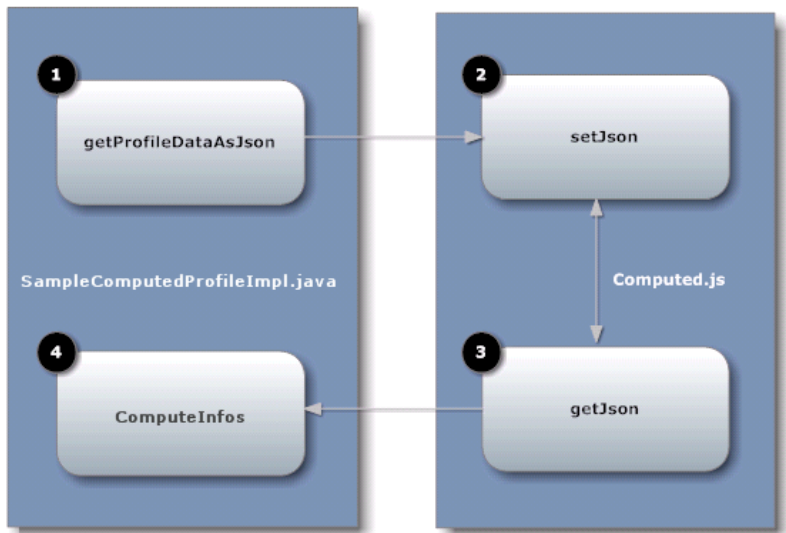 1
getProfileDataAsJson
2
setJson
SampleComputedProfileImpl.java
Computed.js
4
ComputeInfos
3
getJson